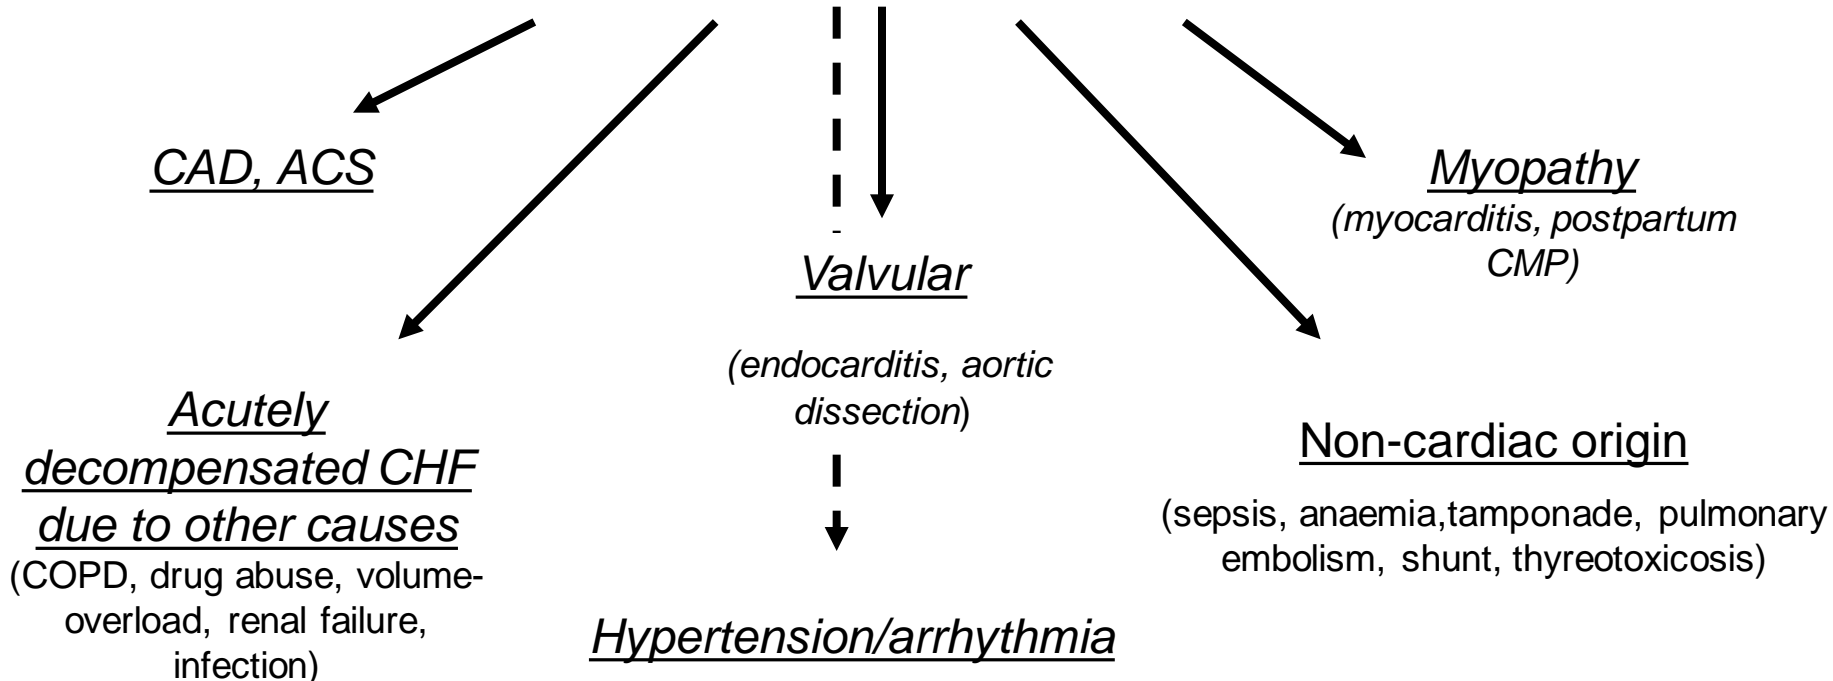 CAD, ACS
Myopathy
(myocarditis, postpartum
CMP)
Valvular
(endocarditis, aortic
dissection)
Acutely
decompensated CHF
due to other causes
(COPD, drug abuse, volume-
overload, renal failure,
infection)
Non-cardiac origin
(sepsis, anaemia,tamponade, pulmonary
embolism, shunt, thyreotoxicosis)
Hypertension/arrhythmia